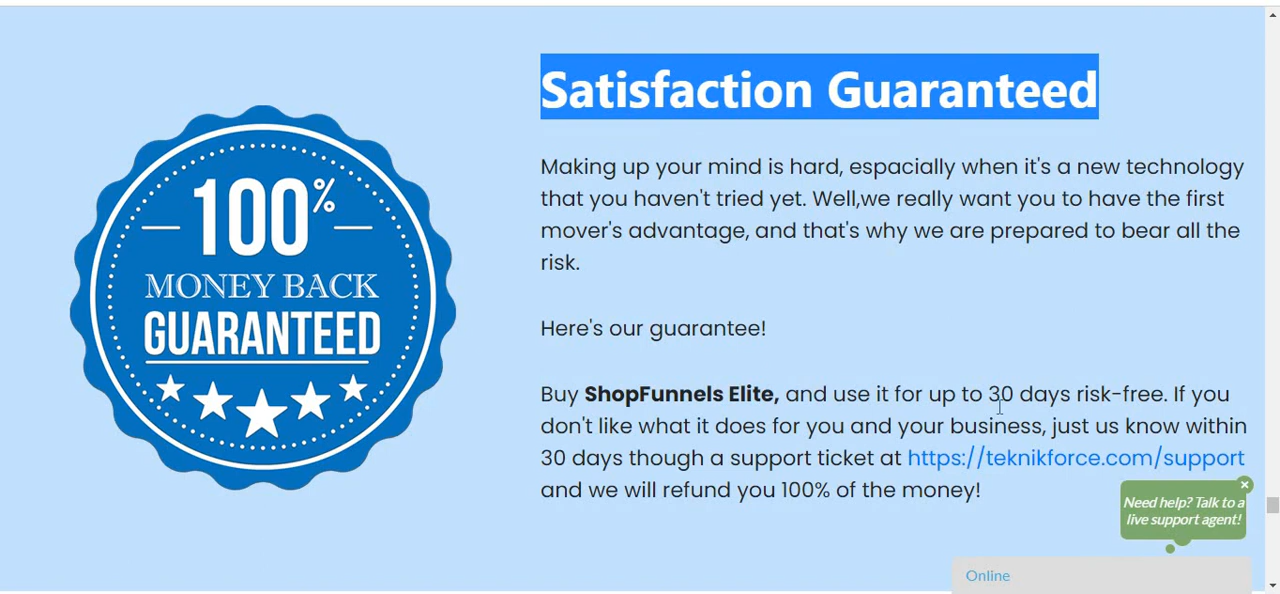 Satisfaction Guaranteed
100%
MONEY BACK
GUARANTEED
Making up your mind is hard, espacially when it's a new technology
that you haven't tried yet. Well,we really want you to have the first
mover's advantage, and that's why we are prepared to bear all the
risk.
Here's our guarantee!
Buy ShopFunnels Elite, and use it for up to 30 days risk-free. If you
don't like what it does for you and your business, just us know within
30 days though a support ticket at https://teknikforce.com/support
and we will refund you 100% of the money!
Need help? Talk to a
live support agent!
Online